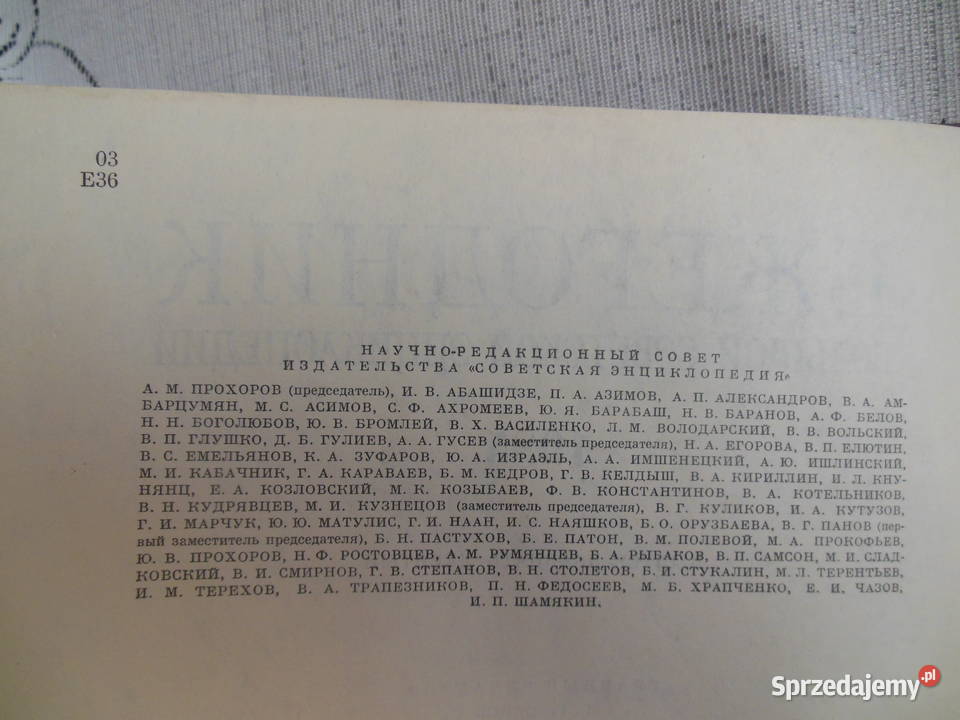 03
Е36
НАУЧНО-РЕДАКЦИОННЫЙ СОВЕТ
ИЗДАТЕЛЬСТВА «СОВЕТСКАЯ ЭНЦИКЛОПЕДИЯ»
А. М. ПРОХОРОВ (председатель), И. В. АБАШИДЗЕ, П. А. АЗИМОВ, А. П. АЛЕКСАНДРОВ, В. А. АМ-
БАРЦУМЯН, М. С. АСИМОВ, С. Ф. АХРОМЕЕВ, Ю. Я. БАРАБАШ, Н. В. БАРАНОВ, А. Ф. БЕЛОВ,
Н. Н. БОГОЛЮБОВ, Ю. В. БРОМЛЕЙ, В. Х. ВАСИЛЕНКО, Л. М. ВОЛОДАРСКИЙ, В. В. ВОЛЬСКИЙ,
В. П. ГЛУШКО, Д. Б. ГУЛИЕВ, А. А. ГУСЕВ (заместитель председателя), Н. А. ЕГОРОВА, В. П. ЕЛЮТИН,
В. С. ЕМЕЛЬЯНОВ, К. А. ЗУФАРОВ, Ю. А. ИЗРАЭЛЬ, А. А. ИМШЕНЕЦКИЙ, А. Ю. ИШЛИНСКИЙ,
М. И. КАБАЧНИК, Г. А. КАРАВАЕВ, Б. М. КЕДРОВ, Г. В. КЕЛДЫШ, В. А. КИРИЛЛИН, И. Л. КНУ-
НЯНЦ, Е. А. КОЗЛОВСКИЙ, М. К. КОЗЫБАЕВ, Ф. В. КОНСТАНТИНОВ, В. А. КОТЕЛЬНИКОВ,
В. Н. КУДРЯВЦЕВ, М. И. КУЗНЕЦОВ (заместитель председателя), В. Г. КУЛИКОВ, И. А. КУТУЗОВ,
Г. И. МАРЧУК, Ю. Ю. МАТУЛИС, Г. И. НААН, И. С. НАЯШКОВ, Б. О. ОРУЗБАЕВА, В. Г. ПАНОВ (пер-
вый заместитель председателя), Б. Н. ПАСТУХОВ, Б. Е. ПАТОН, В. М. ПОЛЕВОЙ, М. А. ПРОКОФЬЕВ,
Ю. В. ПРОХОРОВ, Н. Ф. РОСТОВЦЕВ, А. М. РУМЯНЦЕВ, Б. А. РЫБАКОВ, В. П. САМСОН, М. И. СЛАД-
КОВСКИЙ, В. И. СМИРНОВ, Г. В. СТЕПАНОВ, В. Н. СТОЛЕТОВ, Б. И. СТУКАЛИН, М. Л. ТЕРЕНТЬЕВ,
И. М. ТЕРЕХОВ, В. А. ТРАПЕЗНИКОВ, П. Н. ФЕДОСЕЕВ, М. Б. ХРАПЧЕНКО, Е. И. ЧАЗОВ,
И. П. ШАМЯКИН.
Sprzedajemy.pl